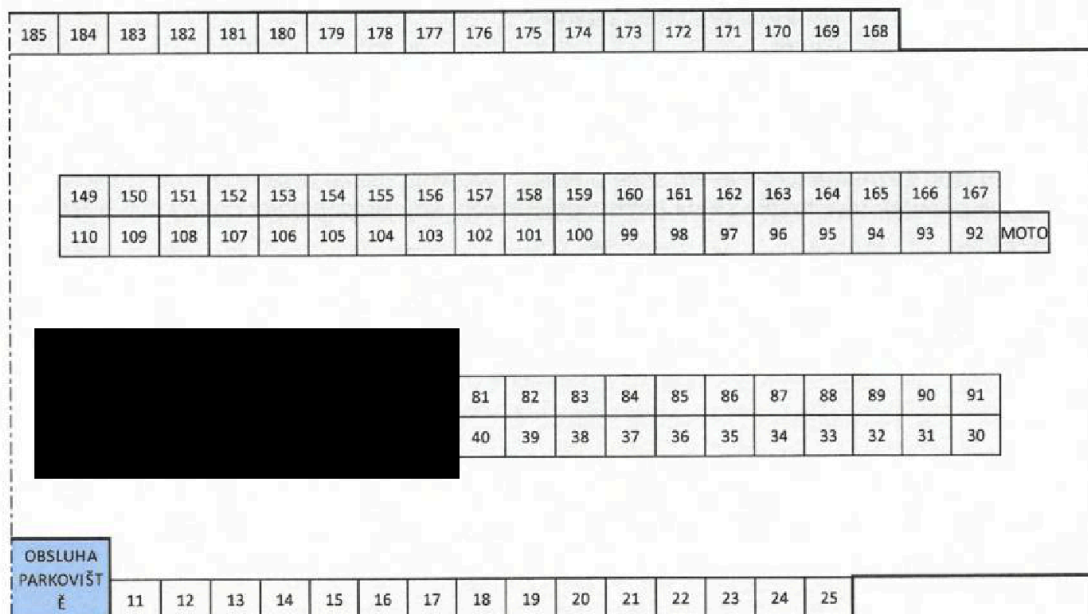 185 184 183 182 181 180 179 178 177 176 175 174 173 172 171 170 169 168
149 150 151 152 153 154 155 156 157 158 159 160 161 162 163 164 165 166 167
110 109 108 107 106 105 104 103 102 101 100 99 98 97 96 95 94 93 92 MOTO
81 82 83 84 85 86 87 88 89 90 91
40 39 38 37 36 35 34 33 32 31 30
OBSLUHA
PARKOVIŠT
Ě
11 12 13 14 15 16 17 18 19 20 21 22 23 24 25